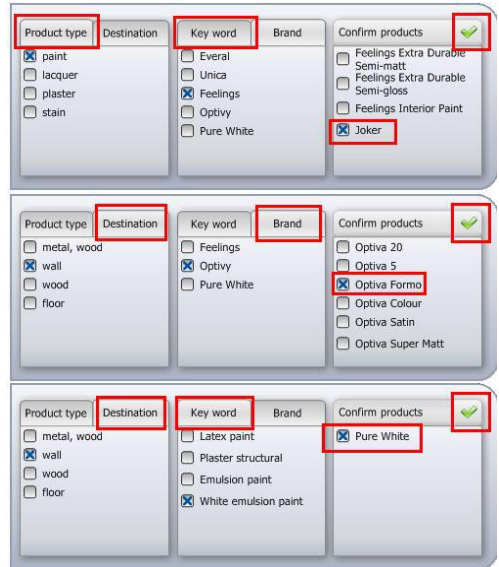 Product type Destination Key word Brand Confirm products
paint
lacquer
plaster
stain
Everal
Unica
Feelings
Optivy
Pure White
Feelings Extra Durable
Semi-matt
Feelings Extra Durable
Semi-gloss
Feelings Interior Paint
Joker
Product type Destination Key word Brand Confirm products
metal, wood
wall
wood
floor
Feelings
Optivy
Pure White
Optiva 20
Optiva 5
Optiva Formo
Optiva Colour
Optiva Satin
Optiva Super Matt
Product type Destination Key word Brand Confirm products
metal, wood
wall
wood
floor
Latex paint
Plaster structural
Emulsion paint
White emulsion paint
Pure White